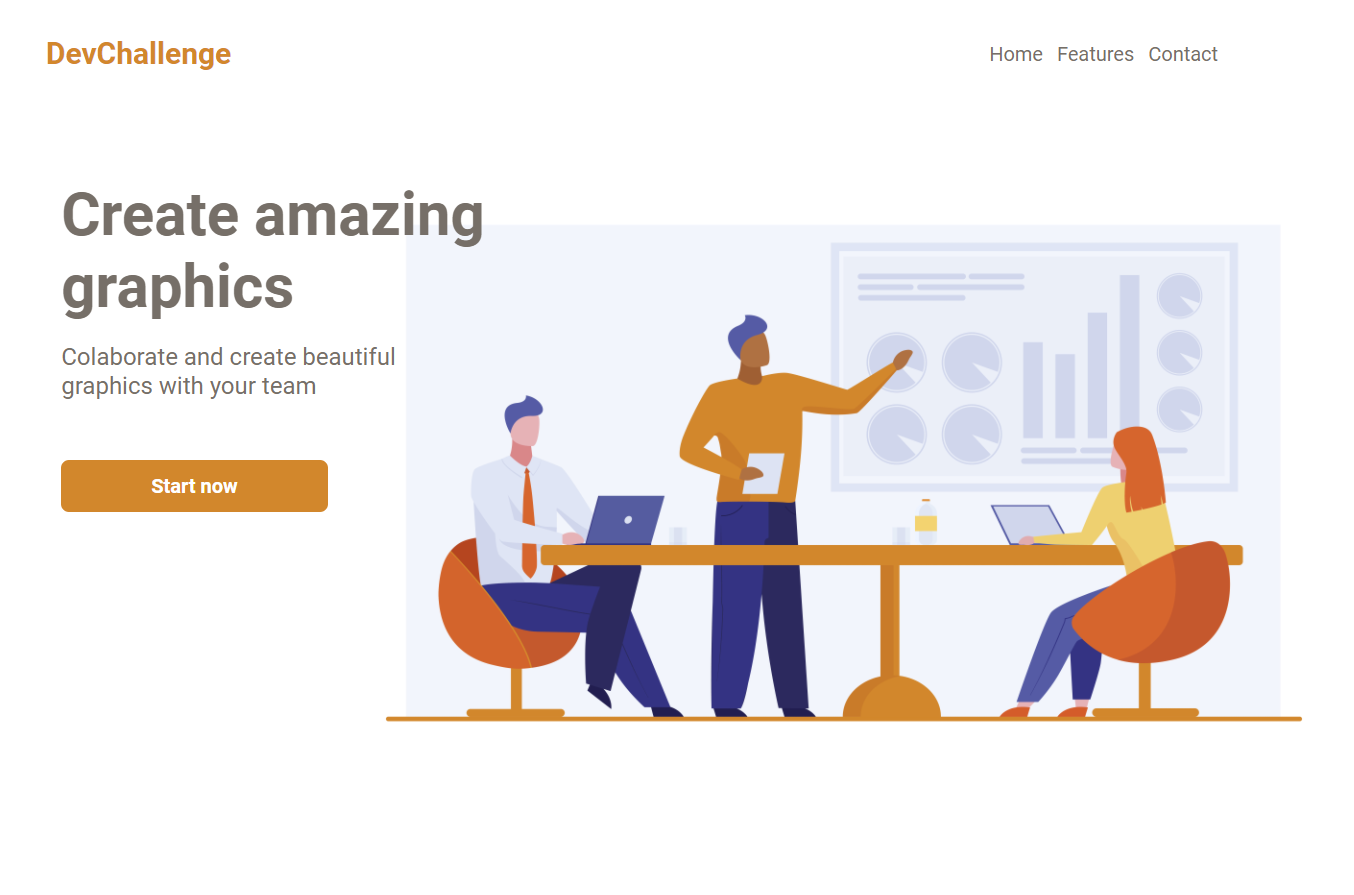 DevChallenge
Home Features Contact
Create amazing
graphics
Colaborate and create beautiful
graphics with your team
Start now